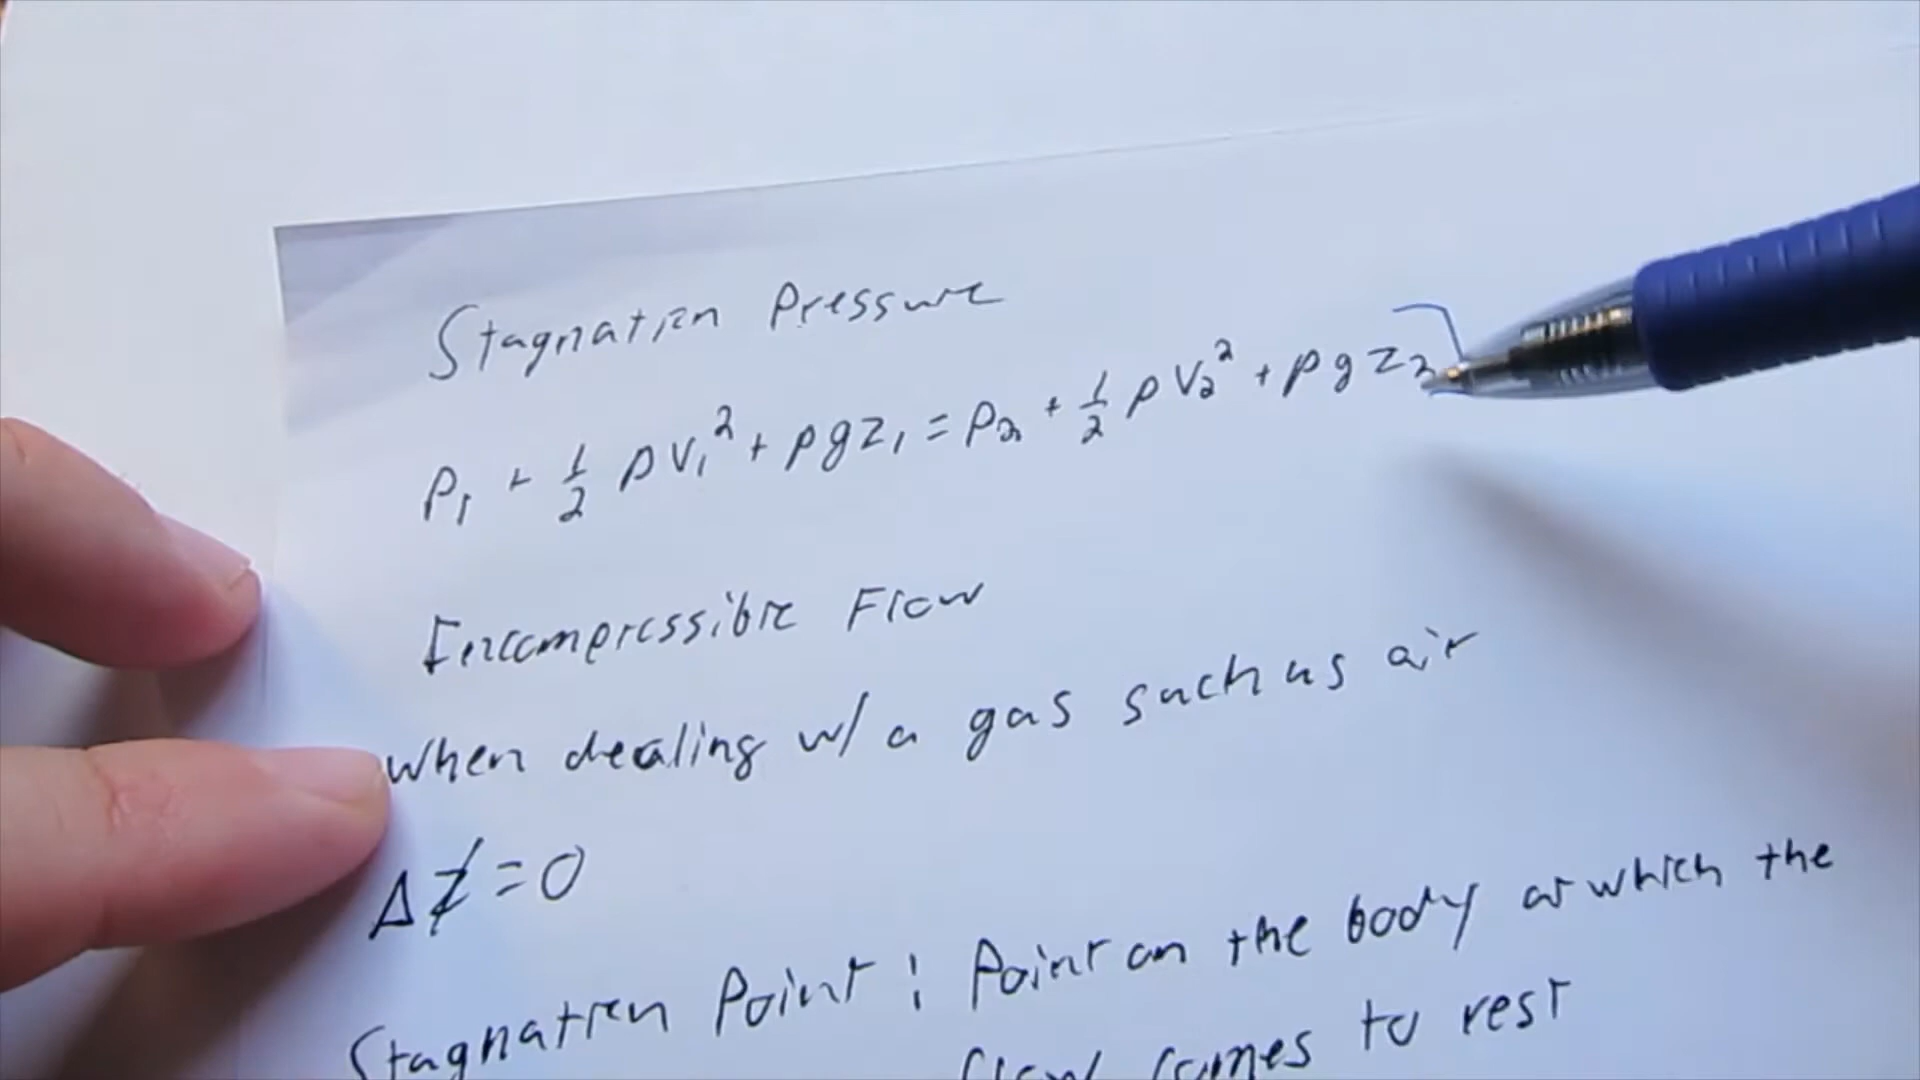 Stagnation Pressure
P₁ + 1/2 ρV₁² + ρgz₁ = P₂ + 1/2 ρV₂² + ρgz₂
Incompressible Flow
when dealing w/ a gas such as air
ΔZ = 0
Stagnation Point: Point on the body at which the
flow comes to rest